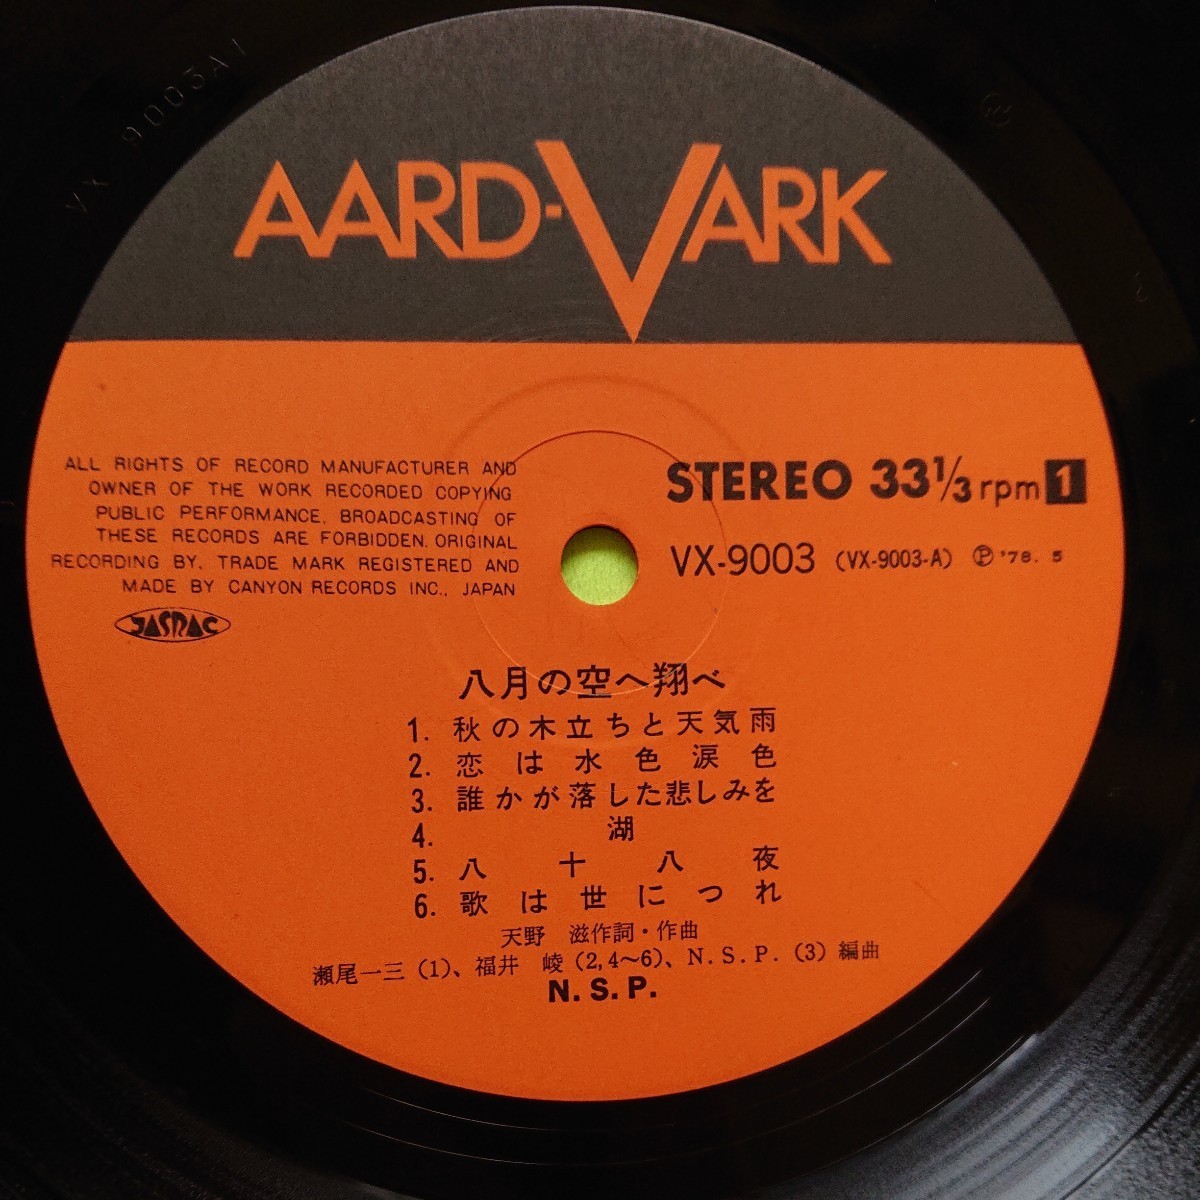 VX 9003A1
AARD-VARK
ALL RIGHTS OF RECORD MANUFACTURER AND
OWNER OF THE WORK RECORDED COPYING
PUBLIC PERFORMANCE. BROADCASTING OF
THESE RECORDS ARE FORBIDDEN. ORIGINAL
RECORDING BY. TRADE MARK REGISTERED AND
MADE BY CANYON RECORDS INC., JAPAN
JASRAC
STEREO 33 1/3 rpm 1
VX-9003 (VX-9003-A) Ⓟ '78. 5
八月の空へ翔べ
1. 秋の木立ちと天気雨
2. 恋は水色涙色
3. 誰かが落した悲しみを
4. 湖
5. 八十八夜
6. 歌は世につれ
天野 滋作詞・作曲
瀬尾一三 (1)、福井 崚 (2,4〜6)、N.S.P. (3) 編曲
N.S.P.